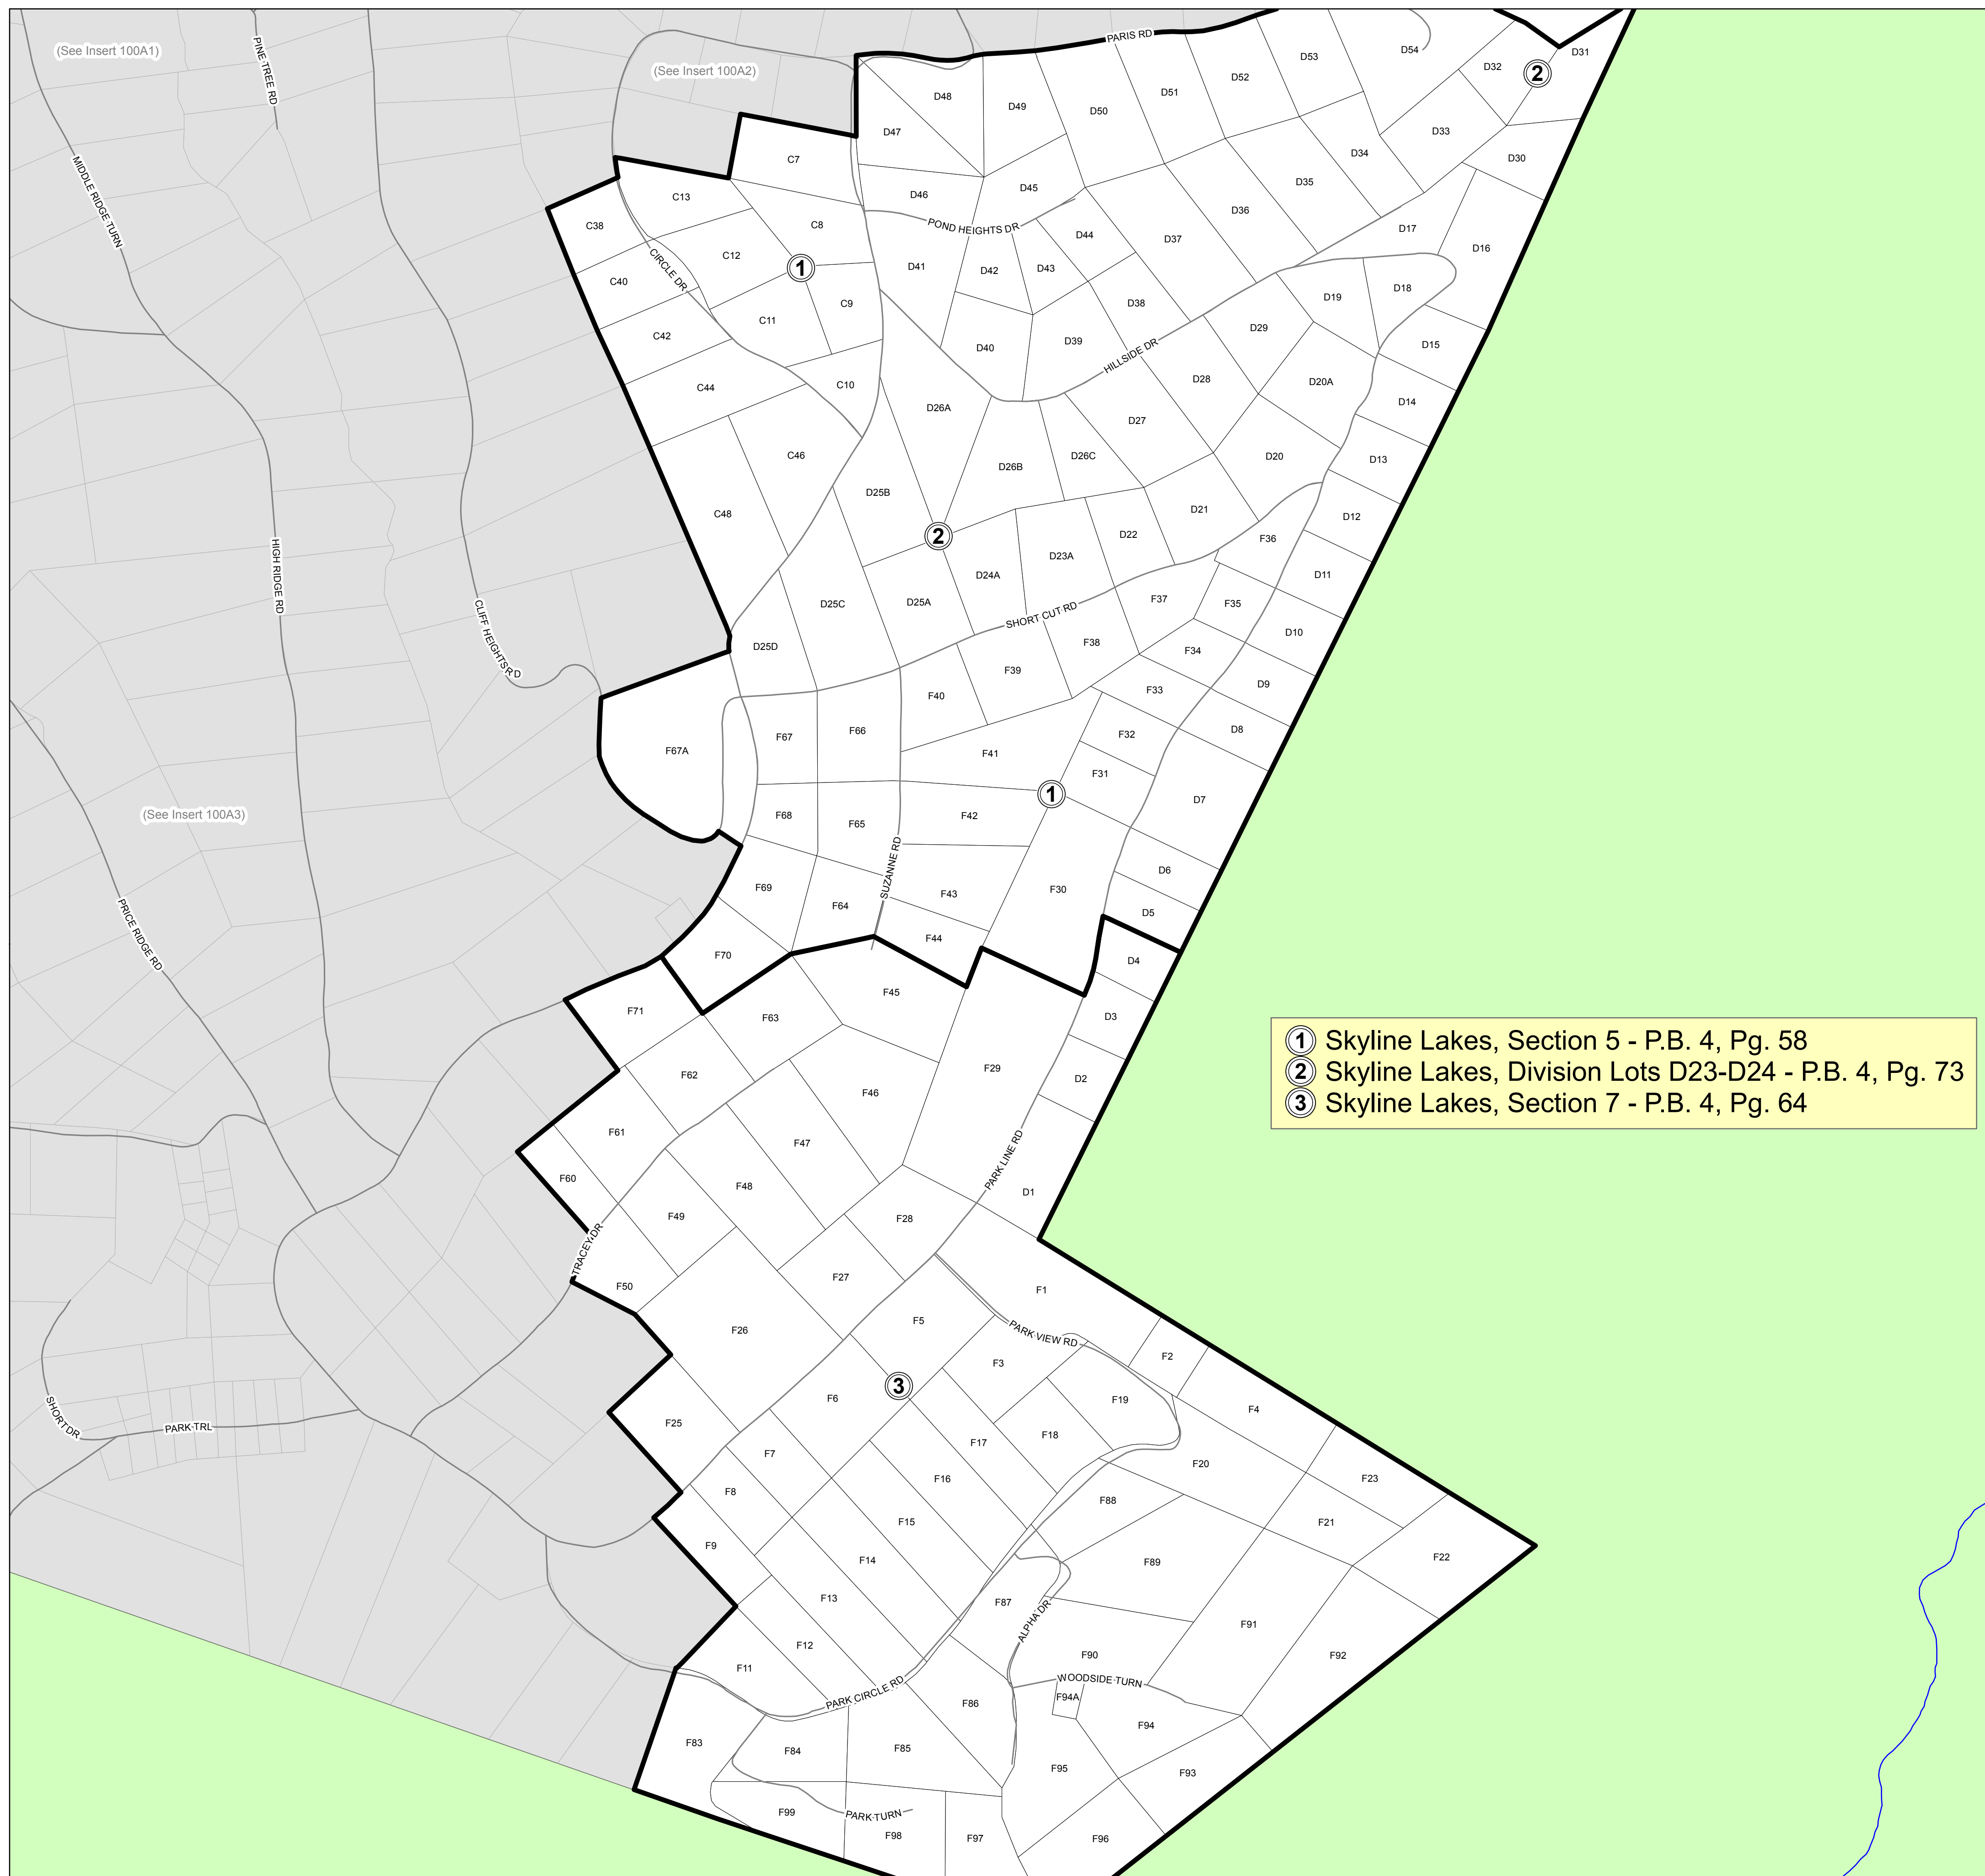 (See Insert 100A1)
PINE TREE RD
(See Insert 100A2)
PARIS RD
D54
D31
D53
D32
2
D52
D51
D48
D49
D50
D47
D33
D34
D30
C7
D35
D45
D46
C13
D36
MIDDLE RIDGE TURN
C38
C8
POND HEIGHTS DR
D44
D37
D17
D16
C12
1
CIRCLE DR
D41
D42
D43
C40
D18
D19
C9
D38
C11
D29
C42
D39
D15
D40
HILLSIDE DR
D28
D20A
C44
C10
D14
D26A
D27
C46
D26C
D20
D13
D26B
D25B
C48
D21
D12
2
D22
F36
D23A
D24A
D11
HIGH RIDGE RD
D25C
D25A
F37
F35
SHORT CUT RD
D10
CLIFF HEIGHTS RD
D25D
F38
F34
F39
D9
F33
F40
D8
F66
F32
F67
F67A
F41
F31
1
D7
(See Insert 100A3)
F68
F65
F42
D6
SUZANNE RD
F69
F30
F43
F64
D5
PRICE RIDGE RD
F44
F70
D4
F45
F71
F63
D3
1 Skyline Lakes, Section 5 - P.B. 4, Pg. 58
2 Skyline Lakes, Division Lots D23-D24 - P.B. 4, Pg. 73
3 Skyline Lakes, Section 7 - P.B. 4, Pg. 64
F29
F62
D2
F46
F61
F47
PARK LINE RD
F60
F48
D1
F49
F28
TRACEY DR
F27
F50
F1
F5
F26
PARK VIEW RD
F2
F3
3
F6
F19
F4
SHORT DR
PARK TRL
F25
F18
F17
F7
F20
F16
F23
F8
F88
F15
F21
F9
F14
F89
F22
F13
F87
ALPHA DR
F91
F12
F90
F92
F11
WOODSIDE TURN
PARK CIRCLE RD
F94A
F86
F94
F83
F84
F85
F95
F93
F99
PARK TURN
F98
F97
F96